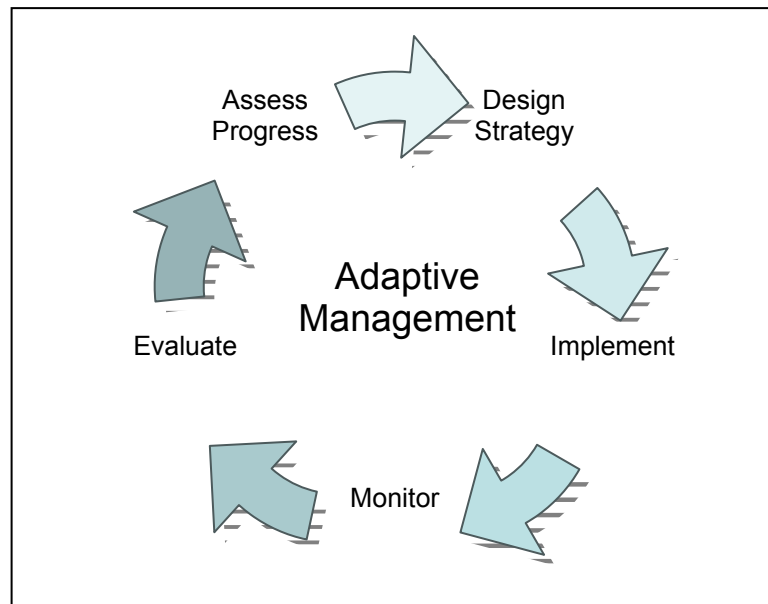 Assess
Progress
Design
Strategy
Adaptive
Management
Evaluate
Implement
Monitor